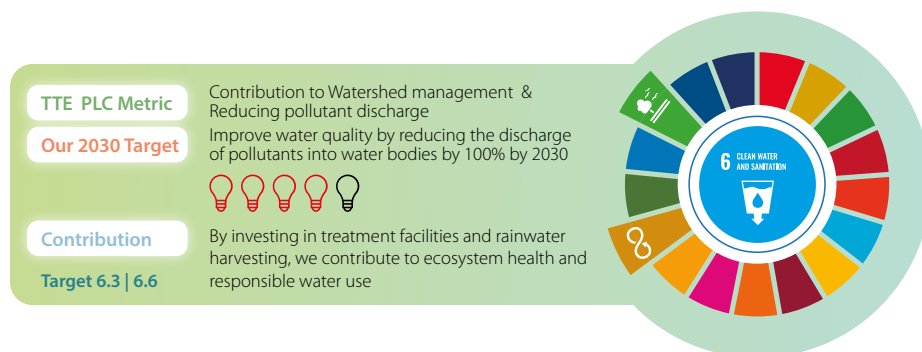 TTE PLC Metric
Contribution to Watershed management &
Reducing pollutant discharge
Our 2030 Target
Improve water quality by reducing the discharge
of pollutants into water bodies by 100% by 2030
Contribution
By investing in treatment facilities and rainwater
harvesting, we contribute to ecosystem health and
responsible water use
Target 6.3 | 6.6
6 CLEAN WATER
AND SANITATION